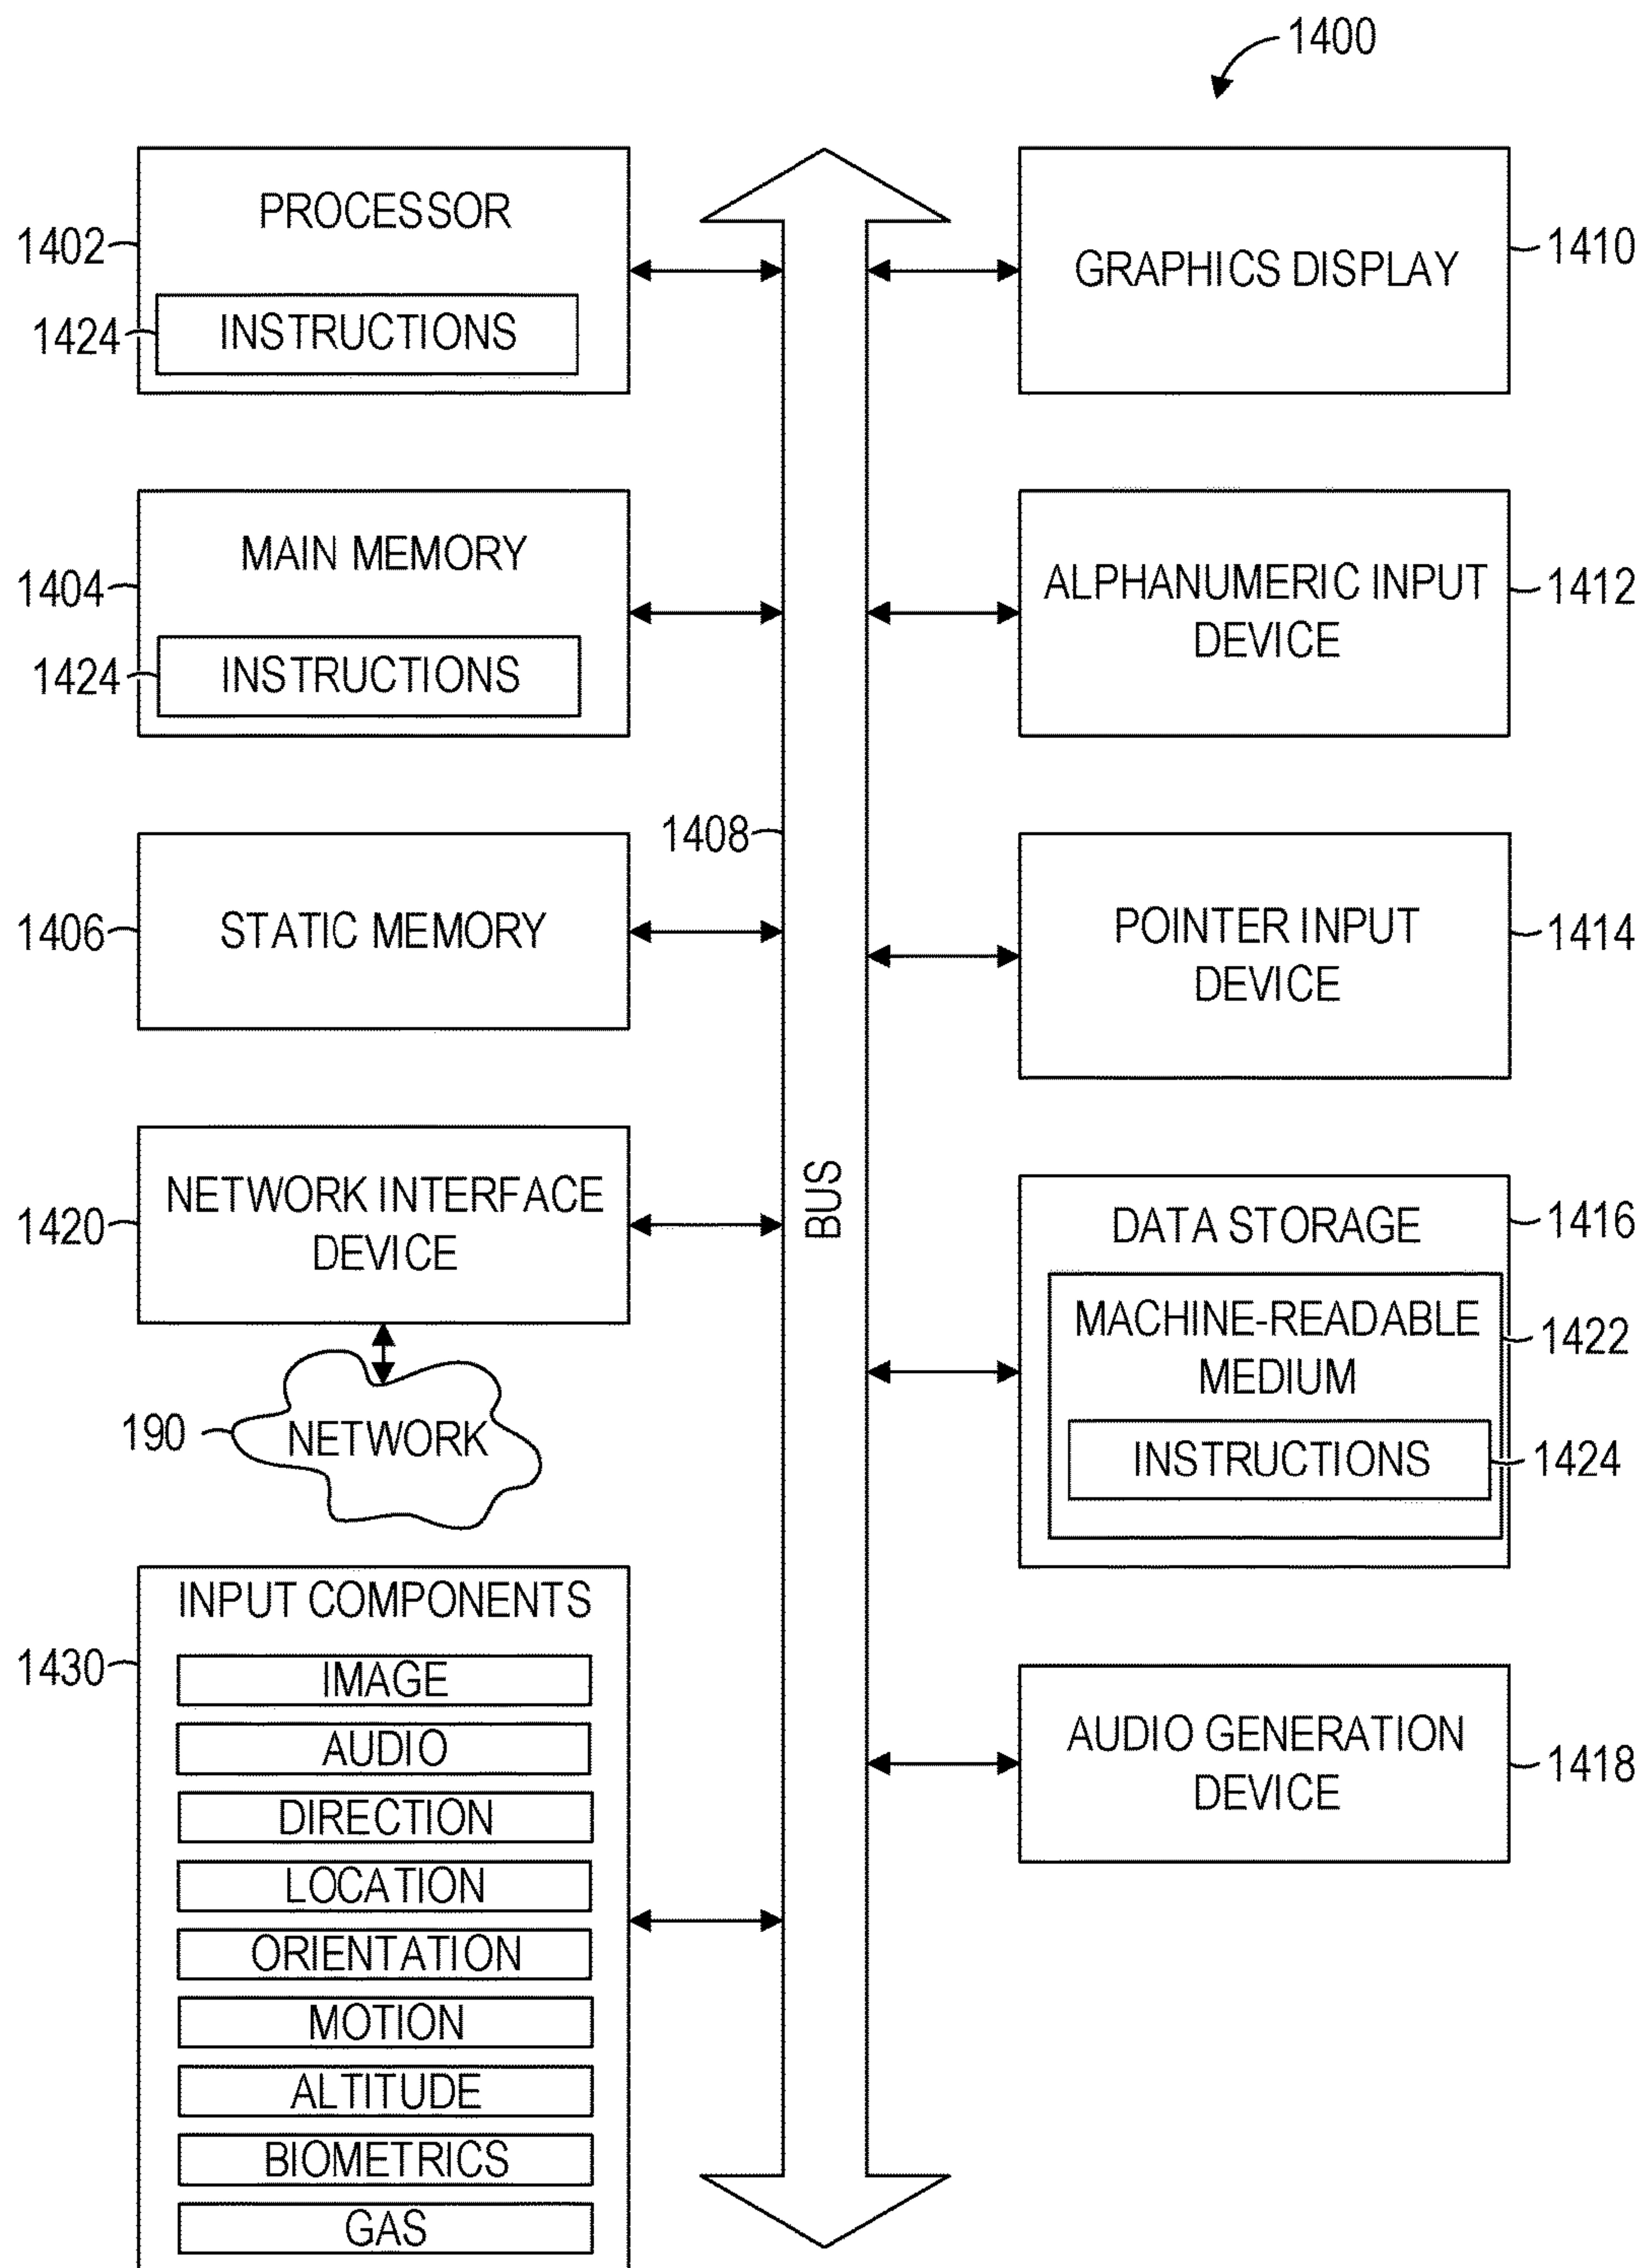 1400
PROCESSOR
1402
1424
INSTRUCTIONS
MAIN MEMORY
1404
1424
INSTRUCTIONS
1408
STATIC MEMORY
1406
NETWORK INTERFACE
DEVICE
1420
190
NETWORK
INPUT COMPONENTS
1430
IMAGE
AUDIO
DIRECTION
LOCATION
ORIENTATION
MOTION
ALTITUDE
BIOMETRICS
GAS
BUS
GRAPHICS DISPLAY
1410
ALPHANUMERIC INPUT
DEVICE
1412
POINTER INPUT
DEVICE
1414
DATA STORAGE
1416
MACHINE-READABLE
MEDIUM
1422
INSTRUCTIONS
1424
AUDIO GENERATION
DEVICE
1418